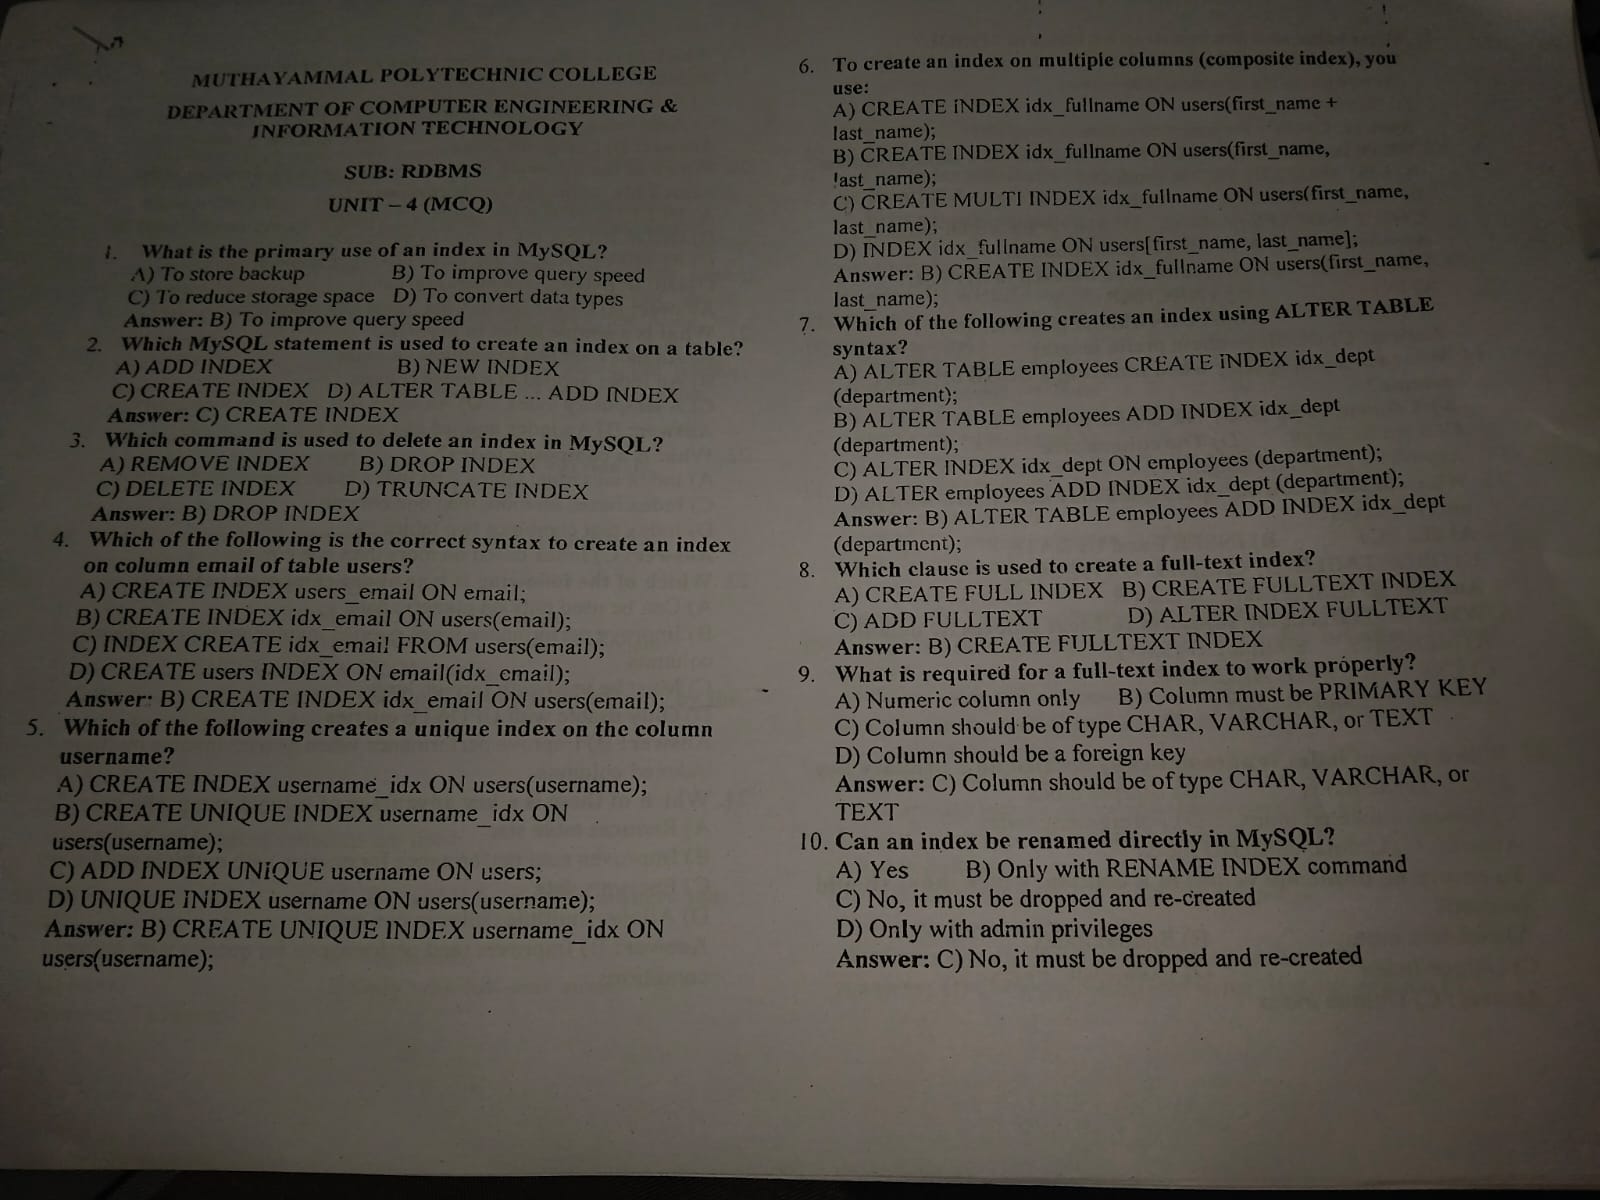 MUTHAYAMMAL POLYTECHNIC COLLEGE
DEPARTMENT OF COMPUTER ENGINEERING &
INFORMATION TECHNOLOGY
SUB: RDBMS
UNIT – 4 (MCQ)
1. What is the primary use of an index in MySQL?
A) To store backup B) To improve query speed
C) To reduce storage space D) To convert data types
Answer: B) To improve query speed
2. Which MySQL statement is used to create an index on a table?
A) ADD INDEX B) NEW INDEX
C) CREATE INDEX D) ALTER TABLE ... ADD INDEX
Answer: C) CREATE INDEX
3. Which command is used to delete an index in MySQL?
A) REMOVE INDEX B) DROP INDEX
C) DELETE INDEX D) TRUNCATE INDEX
Answer: B) DROP INDEX
4. Which of the following is the correct syntax to create an index
on column email of table users?
A) CREATE INDEX users_email ON email;
B) CREATE INDEX idx_email ON users(email);
C) INDEX CREATE idx_email FROM users(email);
D) CREATE users INDEX ON email(idx_email);
Answer: B) CREATE INDEX idx_email ON users(email);
5. Which of the following creates a unique index on the column
username?
A) CREATE INDEX username_idx ON users(username);
B) CREATE UNIQUE INDEX username_idx ON
users(username);
C) ADD INDEX UNIQUE username ON users;
D) UNIQUE INDEX username ON users(username);
Answer: B) CREATE UNIQUE INDEX username_idx ON
users(username);
6. To create an index on multiple columns (composite index), you
use:
A) CREATE INDEX idx_fullname ON users(first_name +
last_name);
B) CREATE INDEX idx_fullname ON users(first_name,
last_name);
C) CREATE MULTI INDEX idx_fullname ON users(first_name,
last_name);
D) INDEX idx_fullname ON users[first_name, last_name];
Answer: B) CREATE INDEX idx_fullname ON users(first_name,
last_name);
7. Which of the following creates an index using ALTER TABLE
syntax?
A) ALTER TABLE employees CREATE INDEX idx_dept
(department);
B) ALTER TABLE employees ADD INDEX idx_dept
(department);
C) ALTER INDEX idx_dept ON employees (department);
D) ALTER employees ADD INDEX idx_dept (department);
Answer: B) ALTER TABLE employees ADD INDEX idx_dept
(department);
8. Which clause is used to create a full-text index?
A) CREATE FULL INDEX B) CREATE FULLTEXT INDEX
C) ADD FULLTEXT D) ALTER INDEX FULLTEXT
Answer: B) CREATE FULLTEXT INDEX
9. What is required for a full-text index to work properly?
A) Numeric column only B) Column must be PRIMARY KEY
C) Column should be of type CHAR, VARCHAR, or TEXT
D) Column should be a foreign key
Answer: C) Column should be of type CHAR, VARCHAR, or
TEXT
10. Can an index be renamed directly in MySQL?
A) Yes B) Only with RENAME INDEX command
C) No, it must be dropped and re-created
D) Only with admin privileges
Answer: C) No, it must be dropped and re-created